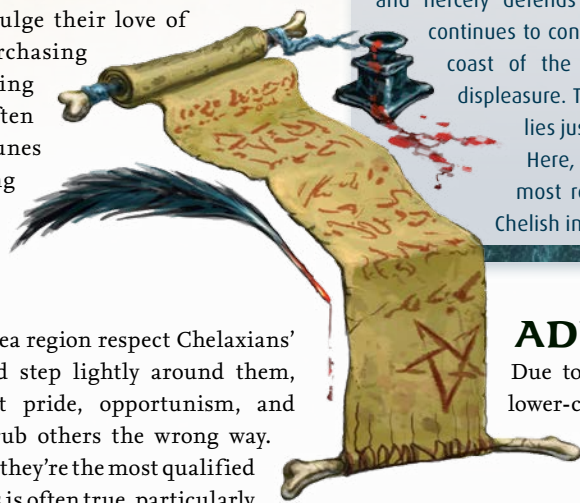 ulge their love of
rchasing
ing
ten
unes
g
ea region respect Chelaxians’
d step lightly around them,
t pride, opportunism, and
ub others the wrong way.
they’re the most qualified
is often true, particularly
and fiercely defends
continues to con
coast of the
displeasure. T
lies jus
Here,
most re
Chelish in
AD
Due to
lower-c